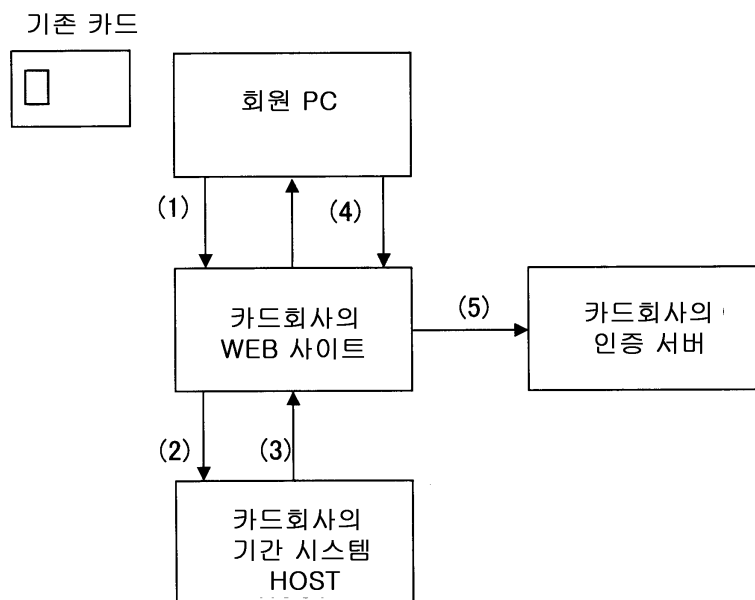 기존 카드
회원 PC
(1)
(4)
카드회사의
WEB 사이트
(5)
카드회사의
인증 서버
(2)
(3)
카드회사의
기간 시스템
HOST